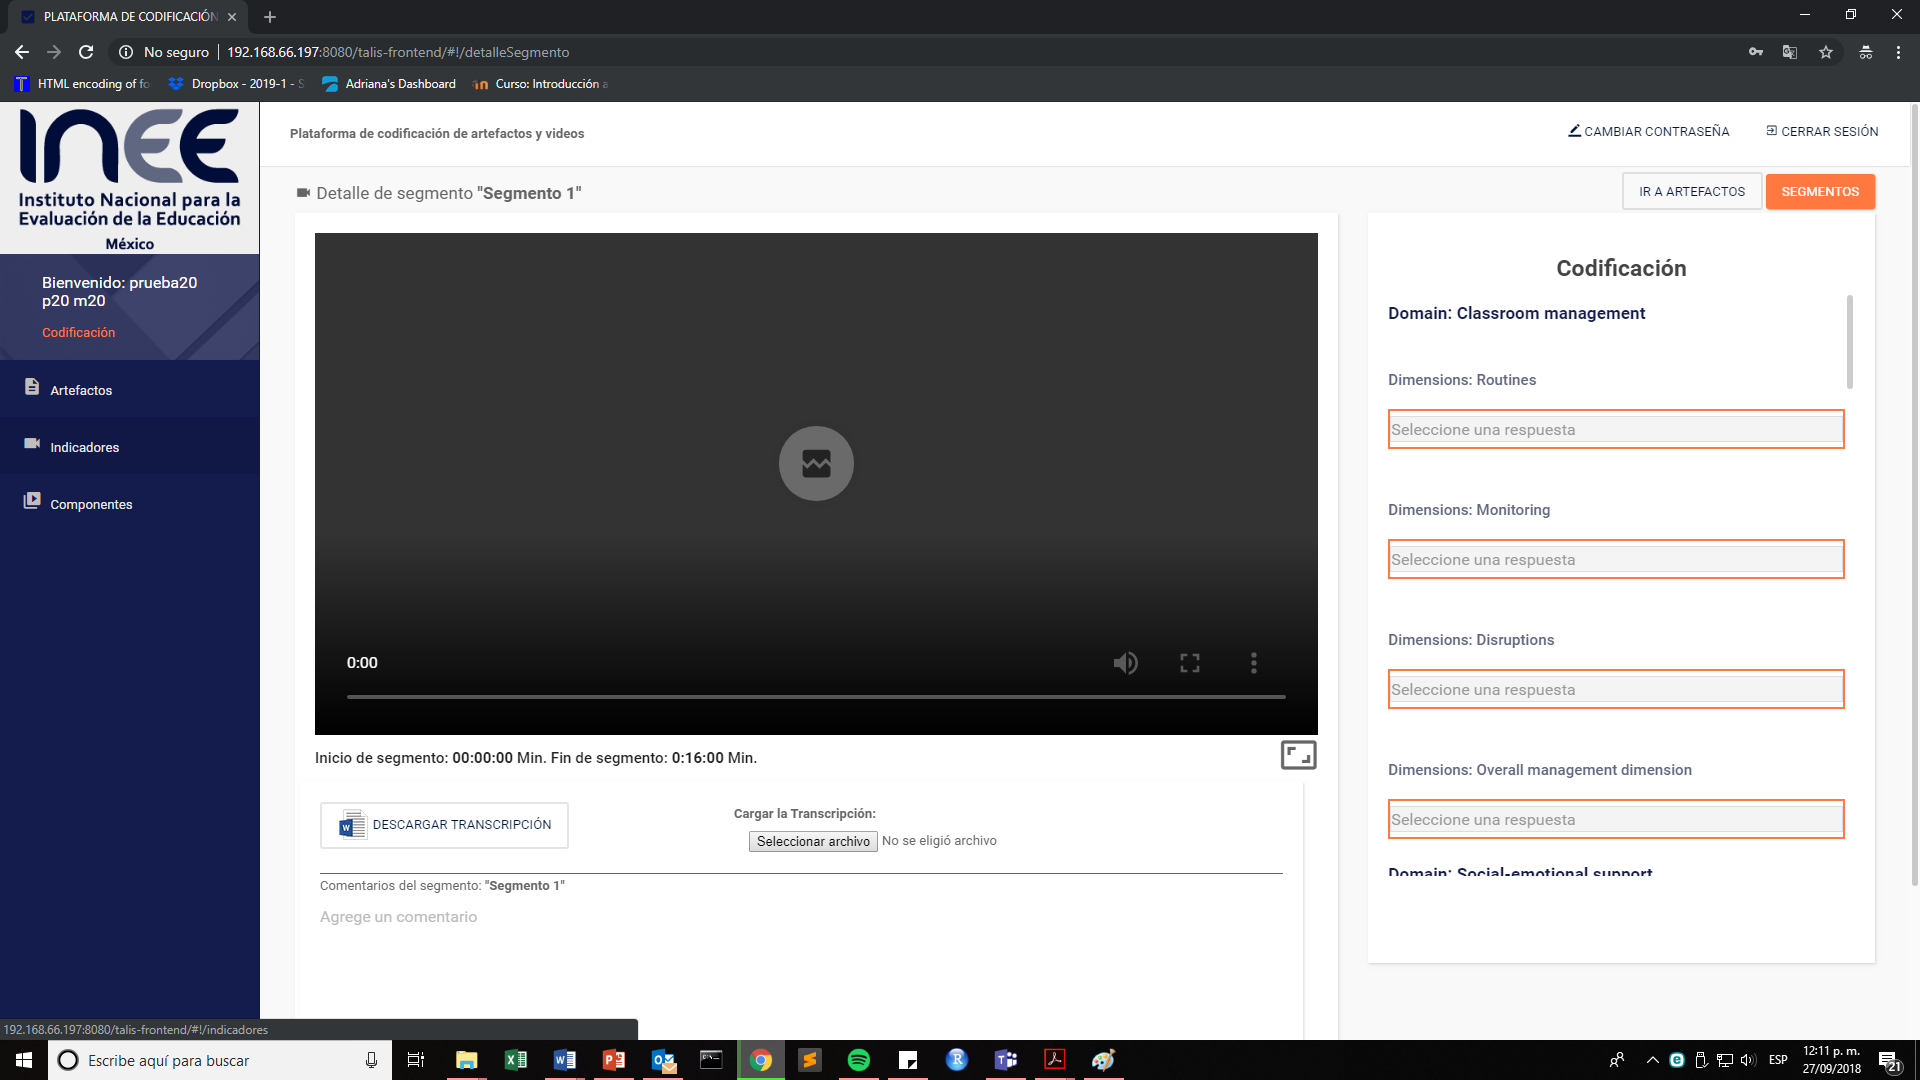 PLATAFORMA DE CODIFICACIÓN
No seguro
192.168.66.197:8080/talis-frontend/#!/detalleSegmento
HTML encoding of fo
Dropbox - 2019-1 - S
Adriana's Dashboard
Curso: Introducción a
INEE
Instituto Nacional para la
Evaluación de la Educación
México
Bienvenido: prueba20
p20 m20
Codificación
Artefactos
Indicadores
Componentes
Plataforma de codificación de artefactos y videos
CAMBIAR CONTRASEÑA
CERRAR SESIÓN
Detalle de segmento "Segmento 1"
IR A ARTEFACTOS
SEGMENTOS
0:00
Inicio de segmento: 00:00:00 Min. Fin de segmento: 0:16:00 Min.
DESCARGAR TRANSCRIPCIÓN
Cargar la Transcripción:
Seleccionar archivo No se eligió archivo
Comentarios del segmento: "Segmento 1"
Agrege un comentario
Codificación
Domain: Classroom management
Dimensions: Routines
Seleccione una respuesta
Dimensions: Monitoring
Seleccione una respuesta
Dimensions: Disruptions
Seleccione una respuesta
Dimensions: Overall management dimension
Seleccione una respuesta
Domain: Social-emotional support
192.168.66.197:8080/talis-frontend/#!/indicadores
Escribe aquí para buscar
ESP
12:11 p. m.
27/09/2018
21